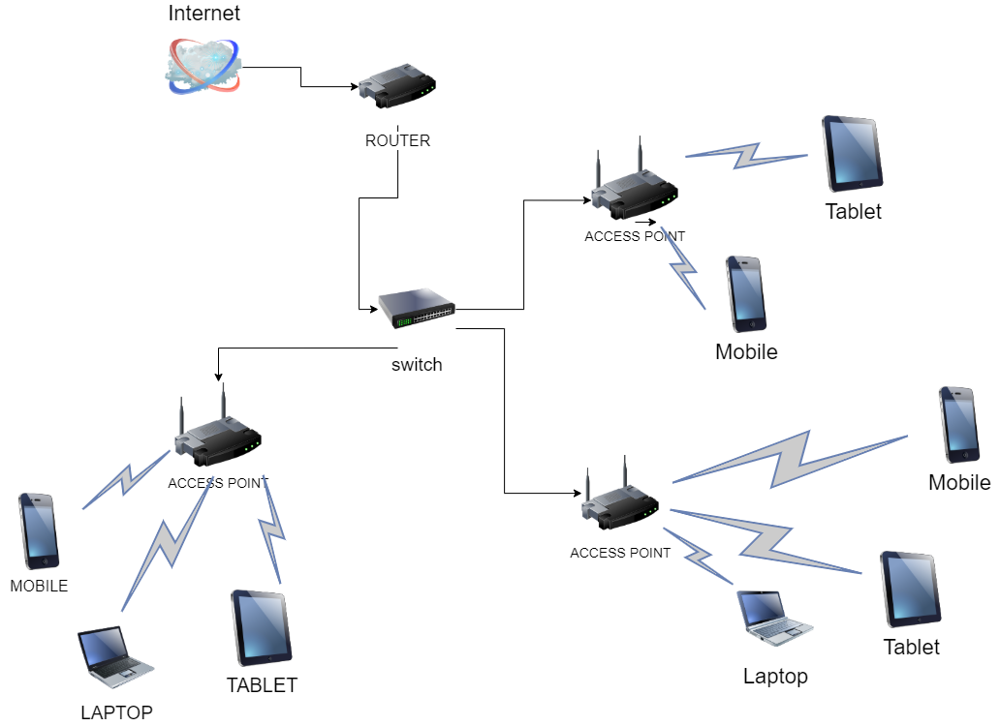 Internet
ROUTER
Tablet
ACCESS POINT
Mobile
switch
ACCESS POINT
Mobile
ACCESS POINT
MOBILE
Tablet
Laptop
TABLET
LAPTOP